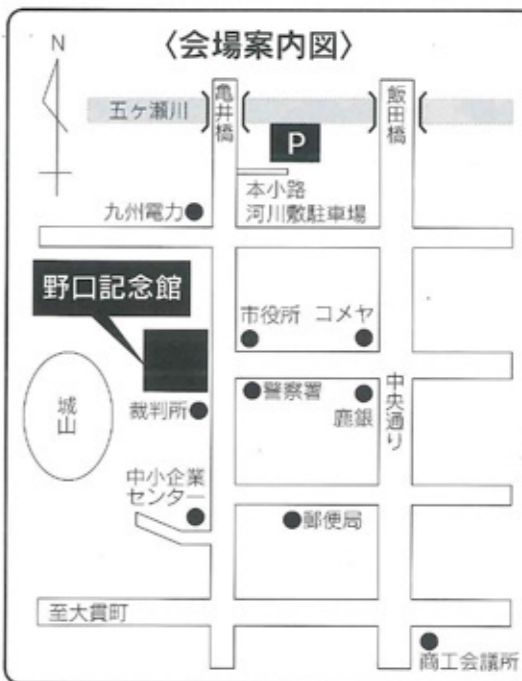 〈会場案内図〉
N
五ヶ瀬川
亀井橋
飯田橋
P
本小路
河川敷駐車場
九州電力
野口記念館
市役所
コメヤ
城山
裁判所
警察署
鹿銀
中央通り
中小企業
センター
郵便局
至大貫町
商工会議所